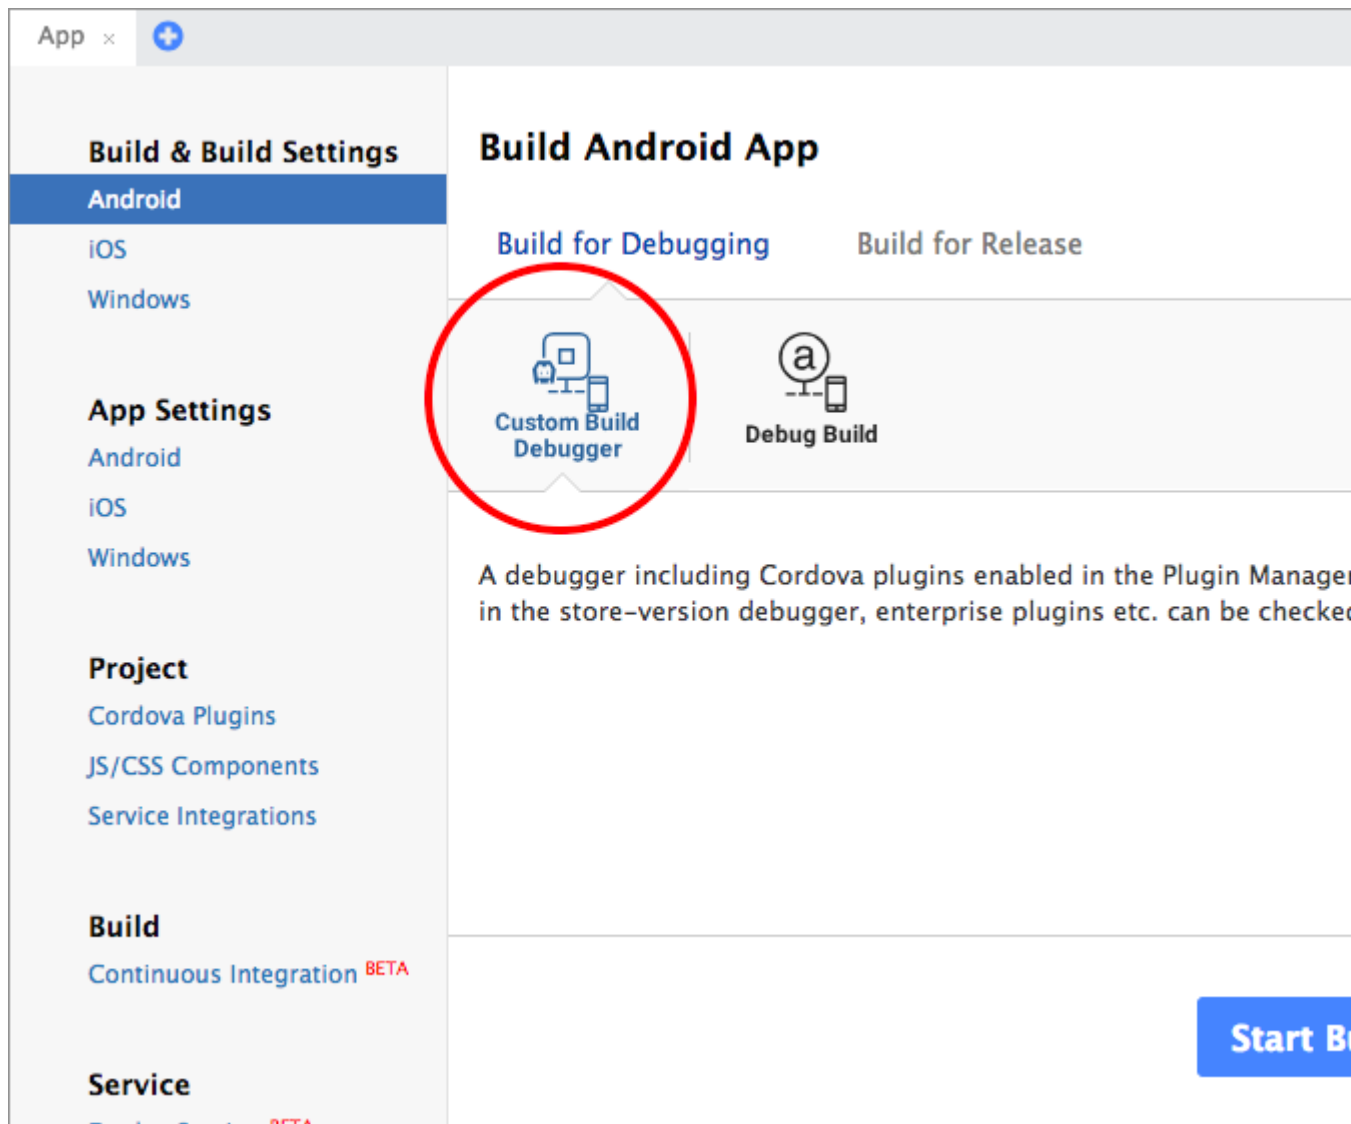 App ×
Build & Build Settings
Android
iOS
Windows
App Settings
Android
iOS
Windows
Project
Cordova Plugins
JS/CSS Components
Service Integrations
Build
Continuous Integration BETA
Service
BETA
Build Android App
Build for Debugging
Build for Release
Custom Build
Debugger
a
Debug Build
A debugger including Cordova plugins enabled in the Plugin Manager
in the store-version debugger, enterprise plugins etc. can be checked
Start